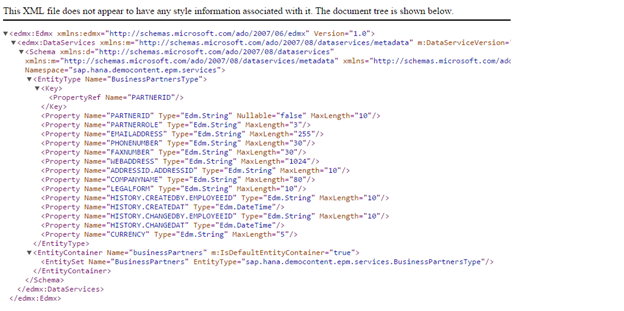 This XML file does not appear to have any style information associated with it. The document tree is shown below.
▼<edmx:Edmx xmlns:edmx="http://schemas.microsoft.com/ado/2007/06/edmx" Version="1.0">
▼<edmx:DataServices xmlns:m="http://schemas.microsoft.com/ado/2007/08/dataservices/metadata" m:DataServiceVersion="
▼<Schema xmlns:d="http://schemas.microsoft.com/ado/2007/08/dataservices"
xmlns:m="http://schemas.microsoft.com/ado/2007/08/dataservices/metadata" xmlns="http://schemas.microsoft.com/ado
Namespace="sap.hana.democontent.epm.services">
▼<EntityType Name="BusinessPartnersType">
▼<Key>
<PropertyRef Name="PARTNERID"/>
</Key>
<Property Name="PARTNERID" Type="Edm.String" Nullable="false" MaxLength="10"/>
<Property Name="PARTNERROLE" Type="Edm.String" MaxLength="3"/>
<Property Name="EMAILADDRESS" Type="Edm.String" MaxLength="255"/>
<Property Name="PHONENUMBER" Type="Edm.String" MaxLength="30"/>
<Property Name="FAXNUMBER" Type="Edm.String" MaxLength="30"/>
<Property Name="WEBADDRESS" Type="Edm.String" MaxLength="1024"/>
<Property Name="ADDRESSID.ADDRESSID" Type="Edm.String" MaxLength="10"/>
<Property Name="COMPANYNAME" Type="Edm.String" MaxLength="80"/>
<Property Name="LEGALFORM" Type="Edm.String" MaxLength="10"/>
<Property Name="HISTORY.CREATEDBY.EMPLOYEEID" Type="Edm.String" MaxLength="10"/>
<Property Name="HISTORY.CREATEDAT" Type="Edm.DateTime"/>
<Property Name="HISTORY.CHANGEDBY.EMPLOYEEID" Type="Edm.String" MaxLength="10"/>
<Property Name="HISTORY.CHANGEDAT" Type="Edm.DateTime"/>
<Property Name="CURRENCY" Type="Edm.String" MaxLength="5"/>
</EntityType>
▼<EntityContainer Name="businessPartners" m:IsDefaultEntityContainer="true">
<EntitySet Name="BusinessPartners" EntityType="sap.hana.democontent.epm.services.BusinessPartnersType"/>
</EntityContainer>
</Schema>
</edmx:DataServices>
</edmx:Edmx>